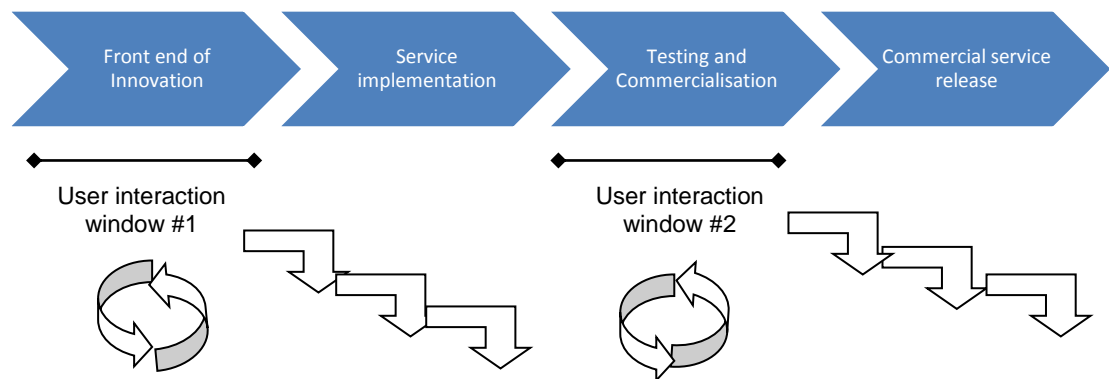 Front end of
Innovation
Service
implementation
Testing and
Commercialisation
Commercial service
release
User interaction
window #1
User interaction
window #2